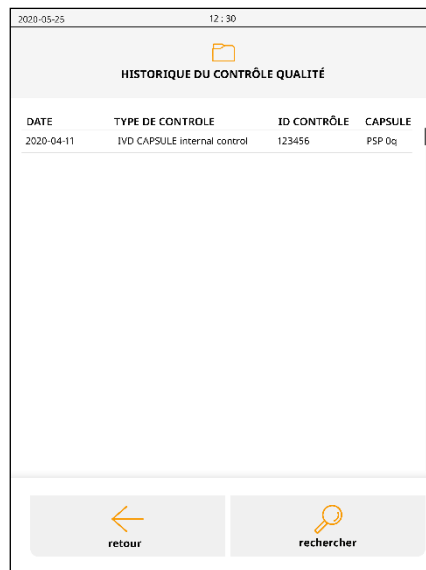 2020-05-25 12 : 30
HISTORIQUE DU CONTRÔLE QUALITÉ
DATE TYPE DE CONTROLE ID CONTRÔLE CAPSULE
2020-04-11 IVD CAPSULE internal control 123456 PSP 0q
retour rechercher